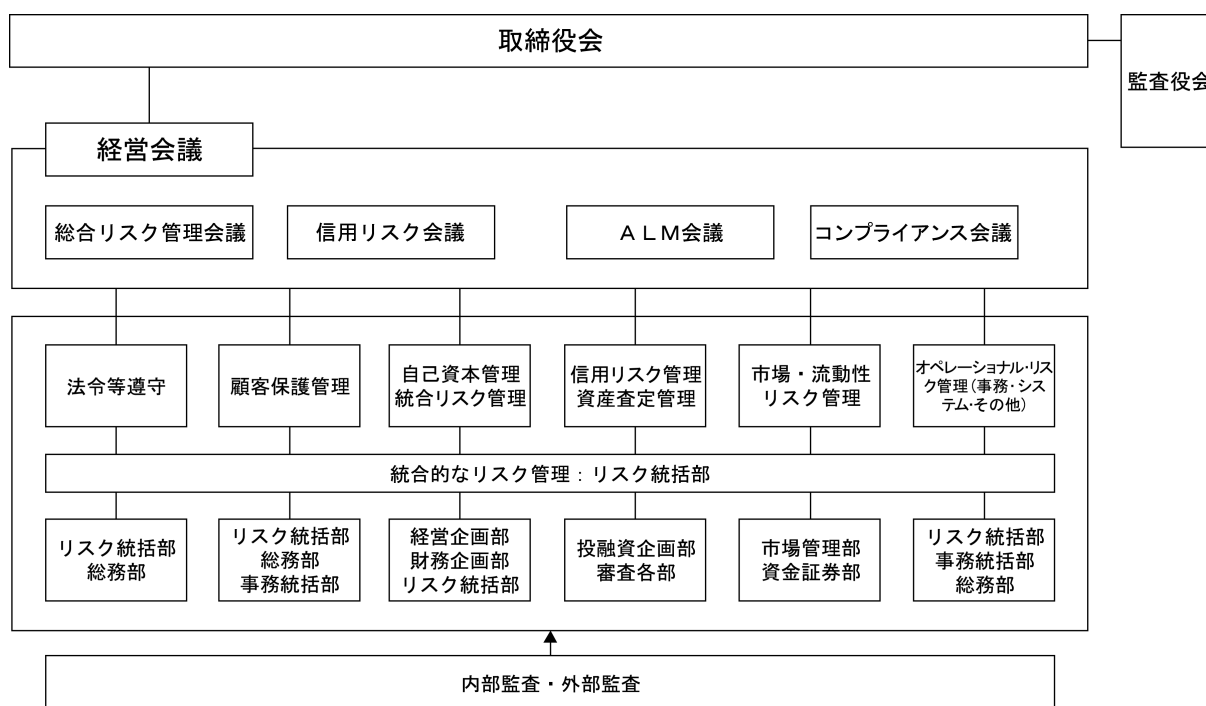 取締役会
監査役会
経営会議
総合リスク管理会議
信用リスク会議
ＡＬＭ会議
コンプライアンス会議
法令等遵守
顧客保護管理
自己資本管理
統合リスク管理
信用リスク管理
資産査定管理
市場・流動性
リスク管理
オペレーショナル・リス
ク管理（事務・シス
テム・その他）
統合的なリスク管理：リスク統括部
リスク統括部
総務部
リスク統括部
総務部
事務統括部
経営企画部
財務企画部
リスク統括部
投融資企画部
審査各部
市場管理部
資金証券部
リスク統括部
事務統括部
総務部
内部監査・外部監査